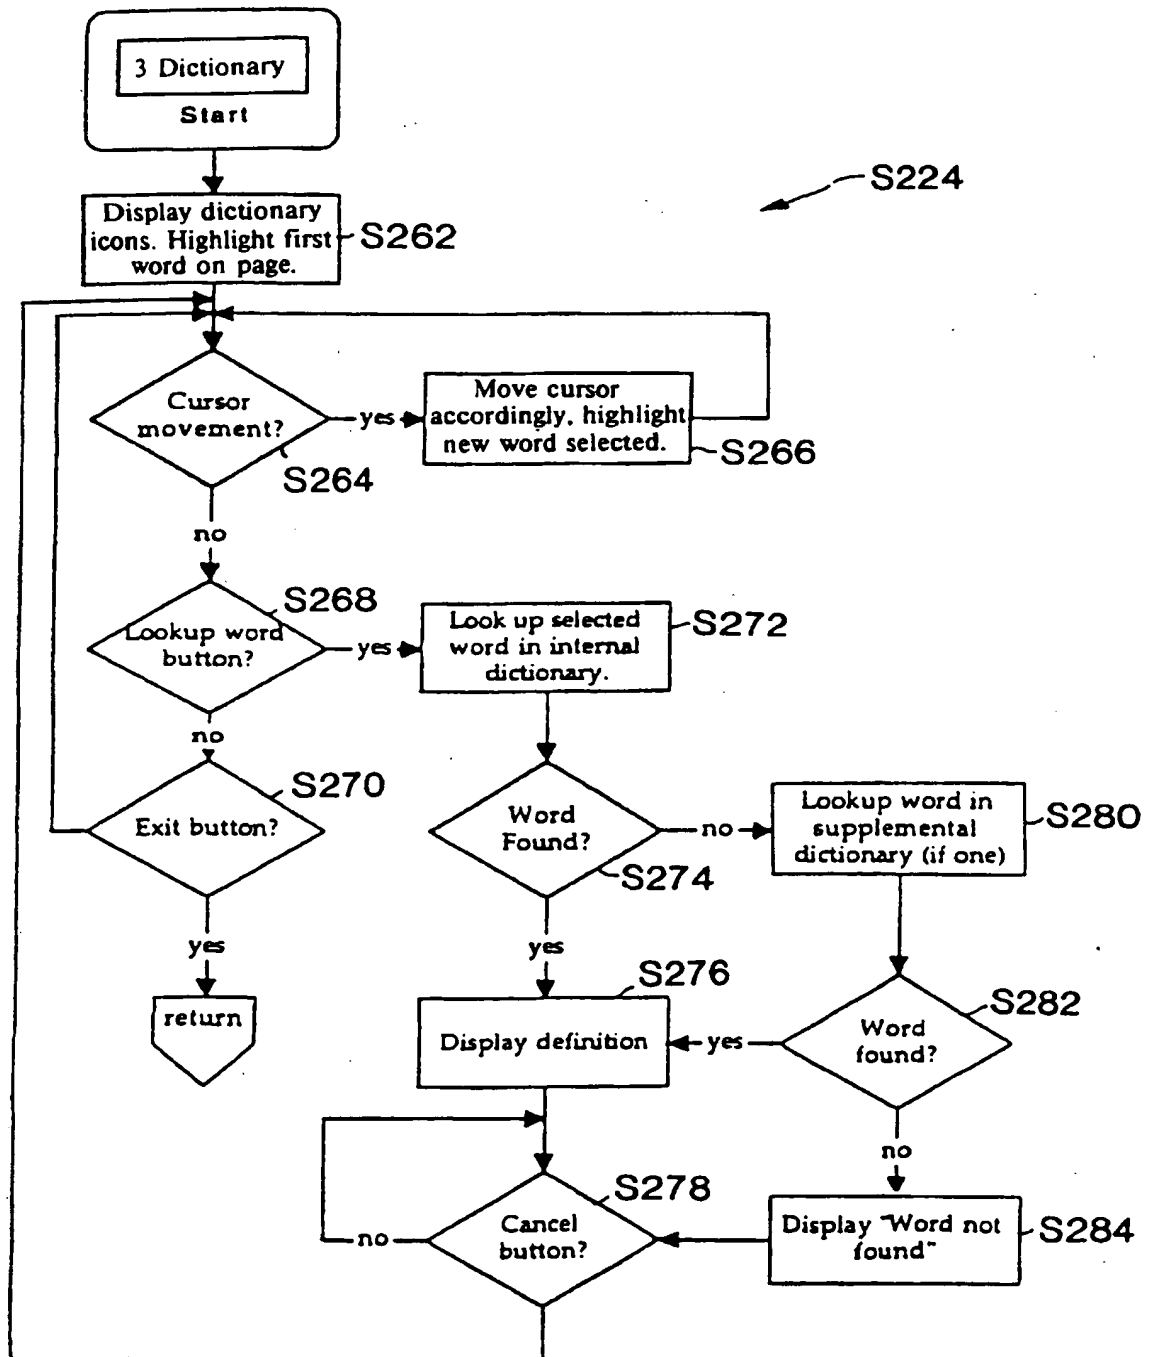 3 Dictionary
Start
S224
Display dictionary
icons. Highlight first
word on page.
S262
Cursor
movement?
S264
yes
Move cursor
accordingly, highlight
new word selected.
S266
no
Lookup word
button?
S268
yes
Look up selected
word in internal
dictionary.
S272
no
Exit button?
S270
Word
Found?
S274
no
Lookup word in
supplemental
dictionary (if one)
S280
yes
return
yes
S276
Display definition
yes
Word
found?
S282
no
Cancel
button?
S278
no
Display "Word not
found"
S284